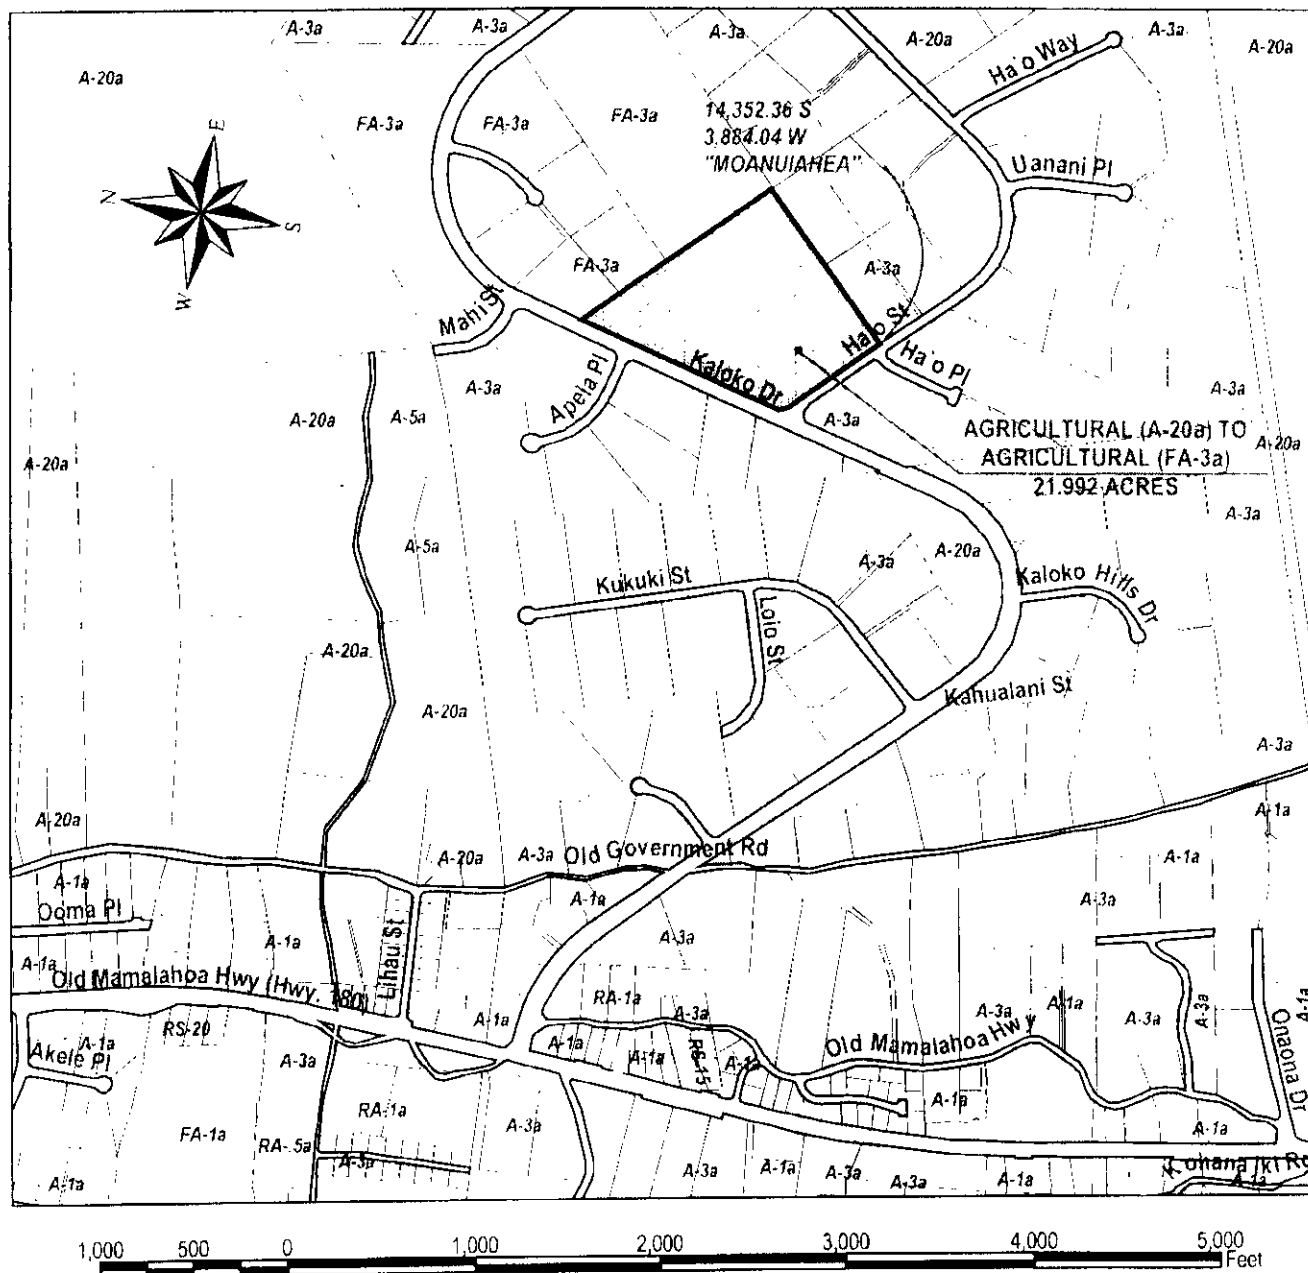 A-3a
A-3a
A-3a
A-20a
Ha'o Way
A-3a
A-20a
A-20a
FA-3a
FA-3a
FA-3a
14,352.36 S
3,884.04 W
"MOANUIAHEA"
E
N
S
W
Uanani Pl
FA-3a
A-3a
Mahi St
Ha'o St
Ha'o Pl
Kaloko Dr
Apela Pl
A-3a
A-3a
A-20a
A-5a
A-3a
AGRICULTURAL (A-20a) TO
AGRICULTURAL (FA-3a)
21.992 ACRES
A-20a
A-20a
A-3a
A-5a
A-3a
A-20a
Kukuki St
Loio St
Kaloko Hills Dr
A-20a
Kahualani St
A-20a
A-3a
A-20a
A-1a
A-20a
A-3a
Old Government Rd
A-1a
A-1a
A-1a
A-3a
Ooma Pl
A-1a
Lihau St
A-3a
A-1a
Old Mamalahoa Hwy (Hwy. 180)
RA-1a
A-3a
A-3a
A-1a
A-3a
A-3a
A-1a
Onaona Dr
RS-20
A-1a
A-1a
Akele Pl
A-3a
A-1a
A-1a
RS-15
A-1a
Old Mamalahoa Hw
RA-1a
A-1a
A-1a
FA-1a
RA-.5a
A-3a
A-3a
A-1a
A-3a
A-1a
A-3a
A-3a
A-1a
A-1a
1,000
500
0
1,000
2,000
3,000
4,000
5,000
Feet